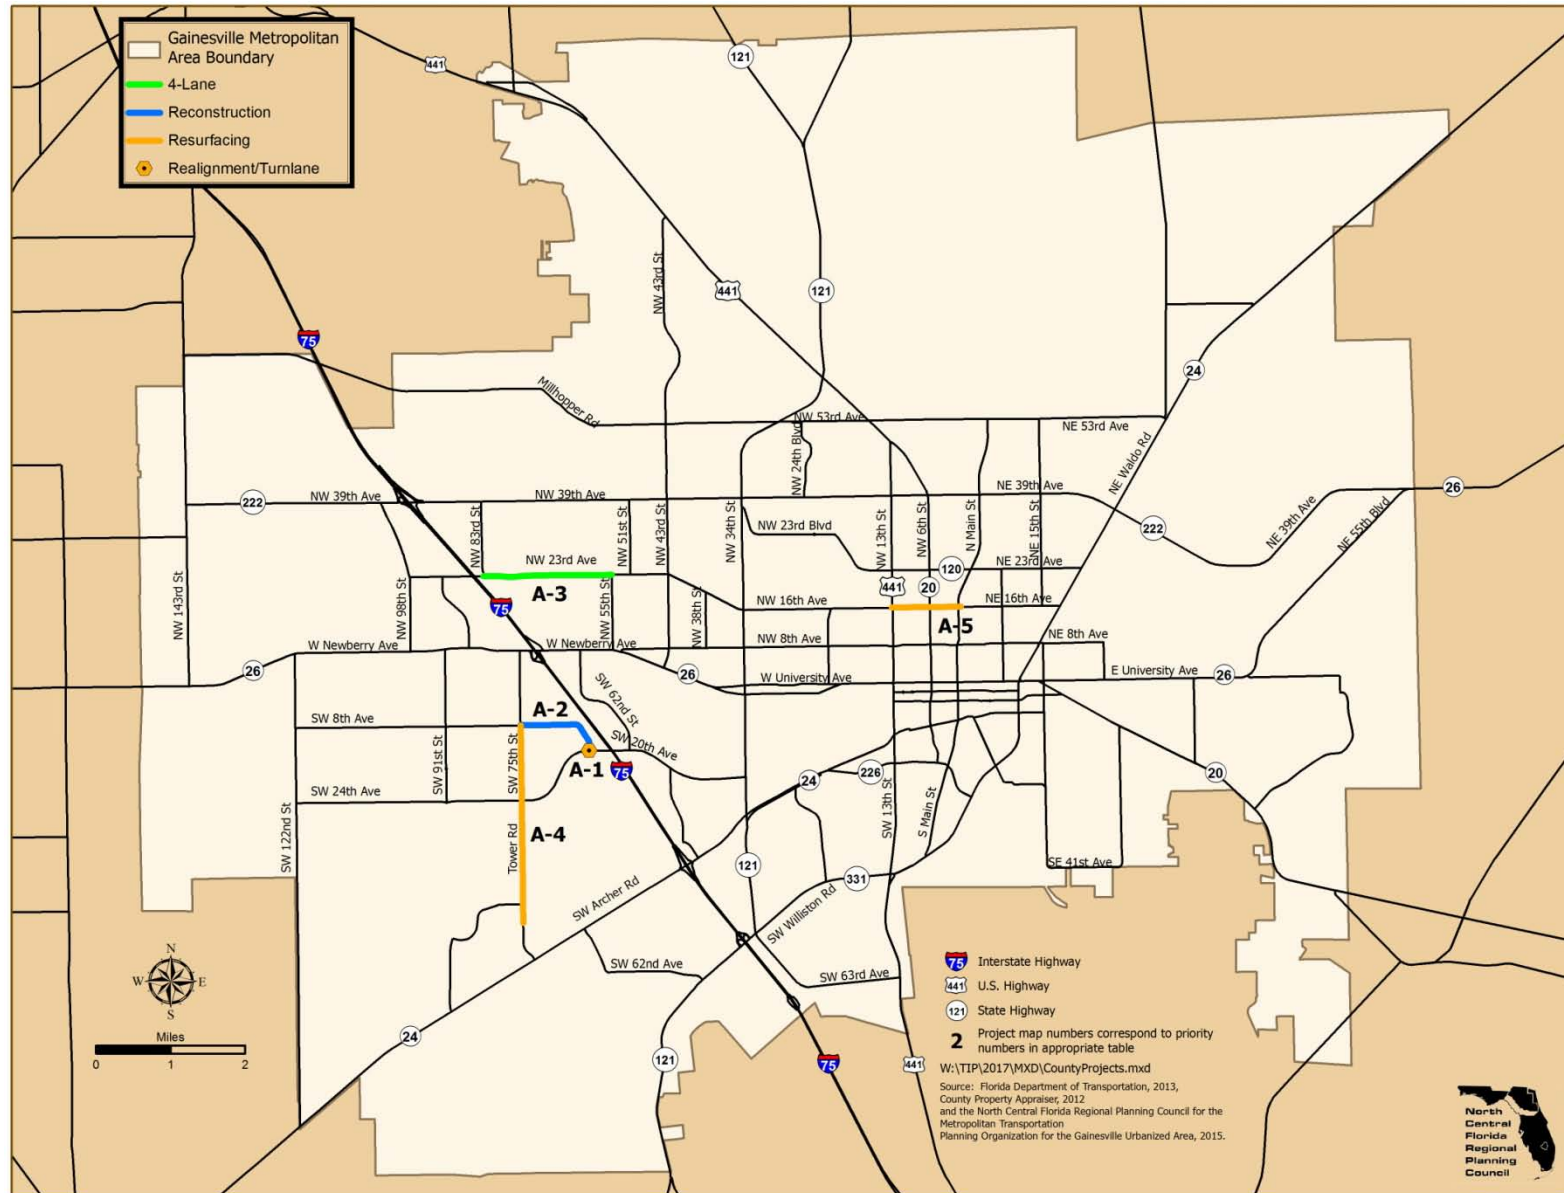 Gainesville Metropolitan
Area Boundary
4-Lane
Reconstruction
Resurfacing
Realignment/Turnlane
441
121
75
441
121
24
NW 43rd St
Millhopper Rd
NW 53rd Ave
NE 53rd Ave
NW 24th Blvd
NE Waldo Rd
222
NW 39th Ave
NW 39th Ave
NE 39th Ave
222
NE 39th Ave
26
NE 55th Blvd
NW 83rd St
NW 51st St
NW 43rd St
NW 34th St
NW 23rd Blvd
NW 13th St
NW 6th St
N Main St
NE 15th St
NW 23rd Ave
120
NE 23rd Ave
NW 143rd St
NW 98th St
A-3
75
NW 55th St
NW 38th St
NW 16th Ave
441
20
NE 16th Ave
A-5
W Newberry Ave
W Newberry Ave
NW 8th Ave
NE 8th Ave
26
26
W University Ave
E University Ave
26
SW 62nd St
SW 8th Ave
A-2
SW 91st St
SW 75th St
SW 20th Ave
A-1
75
24
226
20
SW 24th Ave
SW 122nd St
Tower Rd
A-4
SW 13th St
S Main St
121
SE 41st Ave
331
SW Archer Rd
SW Williston Rd
SW 62nd Ave
SW 63rd Ave
24
121
75
441
N
W
E
S
Miles
0
1
2
75
Interstate Highway
441
U.S. Highway
121
State Highway
2
Project map numbers correspond to priority
numbers in appropriate table
W:\TIP\2017\MXD\CountyProjects.mxd
Source: Florida Department of Transportation, 2013,
County Property Appraiser, 2012
and the North Central Florida Regional Planning Council for the
Metropolitan Transportation
Planning Organization for the Gainesville Urbanized Area, 2015.
North
Central
Florida
Regional
Planning
Council